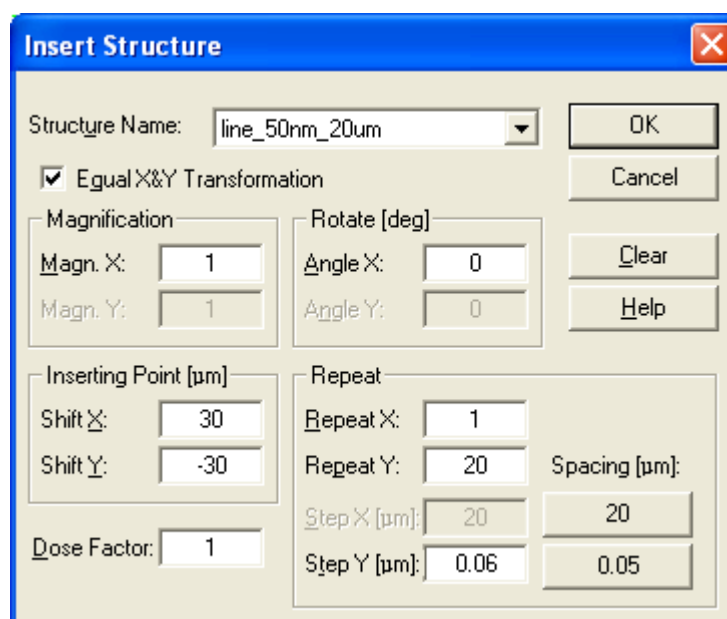 Insert Structure
Structure Name: line_50nm_20um OK
Equal X&Y Transformation Cancel
Magnification Rotate [deg]
Magn. X: 1 Angle X: 0 Clear
Magn. Y: 1 Angle Y: 0 Help
Inserting Point [µm] Repeat
Shift X: 30 Repeat X: 1
Shift Y: -30 Repeat Y: 20 Spacing [µm]:
Step X [µm]: 20 20
Dose Factor: 1 Step Y [µm]: 0.06 0.05